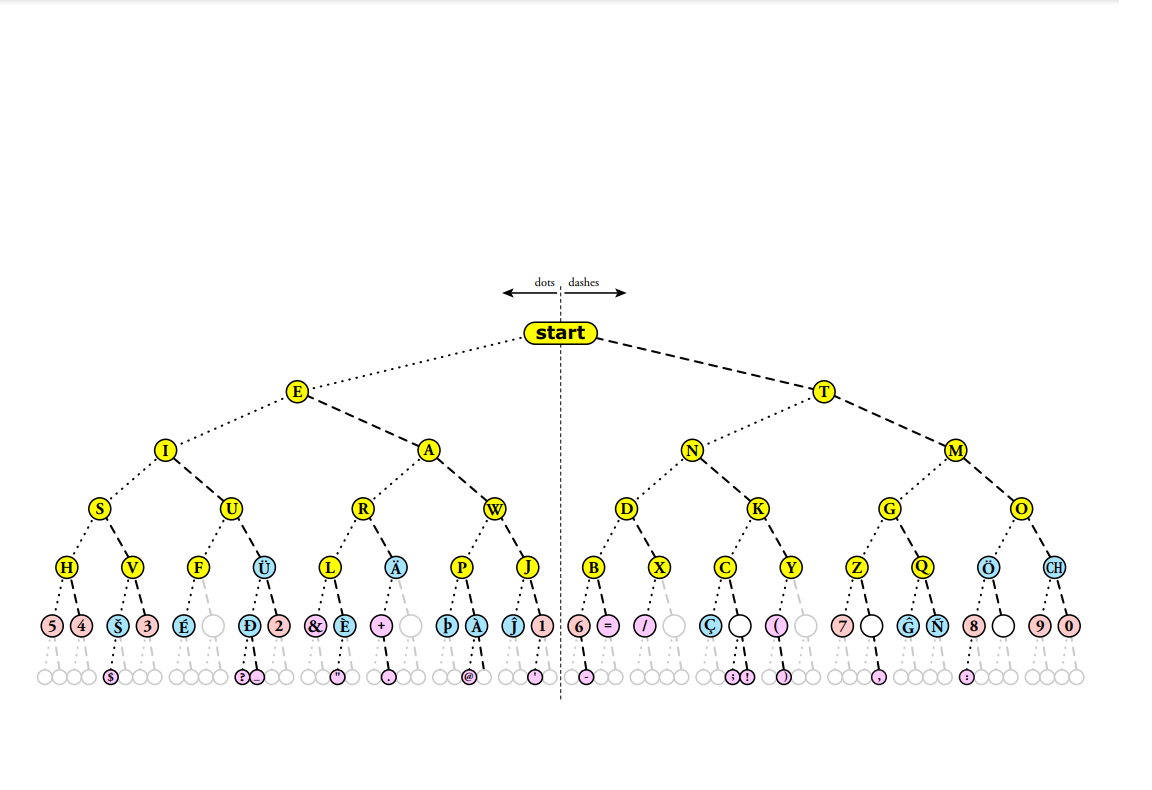 dots dashes
start
E T
I A N M
S U R W D K G O
H V F Ü L Ä P J B X C Y Z Q Ö CH
5 4 Ŝ 3 É Đ 2 & È + þ À Ĵ 1 6 = / Ç ( 7 Ĝ Ñ 8 9 0
$ ? _ " . @ ' - ; ! ) , :